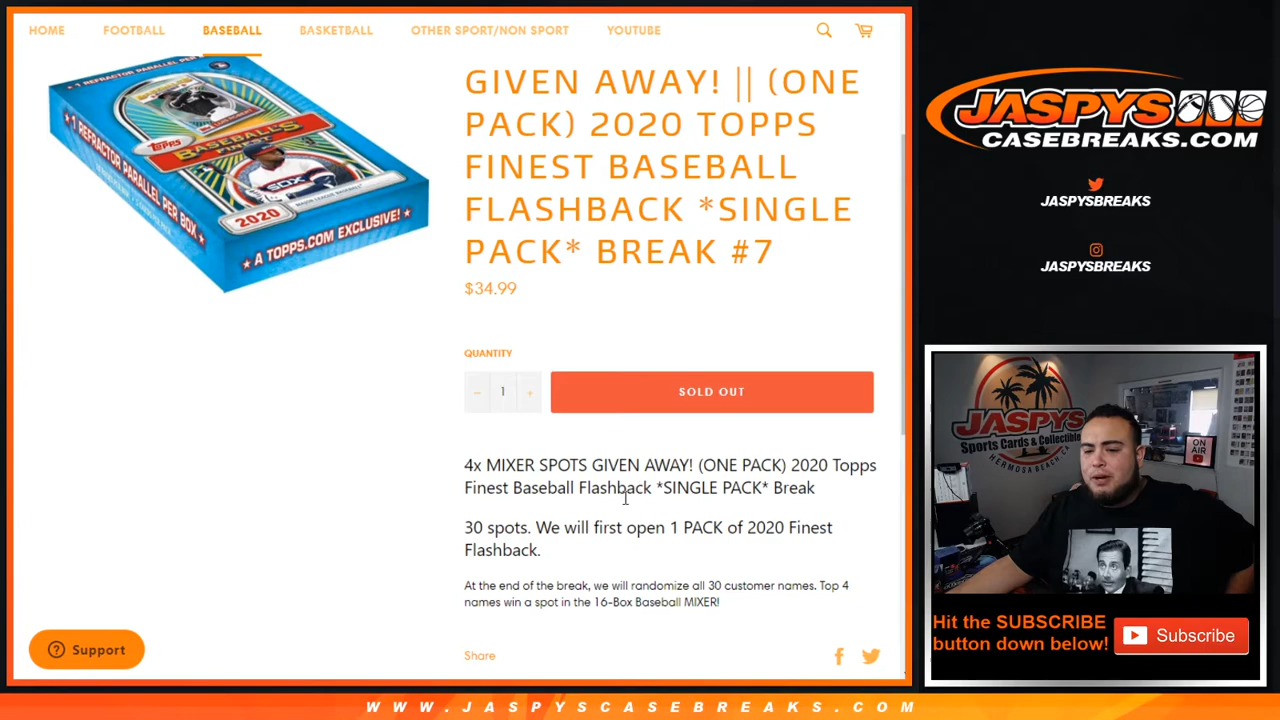 HOME FOOTBALL BASEBALL BASKETBALL OTHER SPORT/NON SPORT YOUTUBE
1 REFRACTOR PARALLEL PER BOX
Topps
BASEBALL'S
FINEST
SOX
2020
A TOPPS.COM EXCLUSIVE!
GIVEN AWAY! || (ONE
PACK) 2020 TOPPS
FINEST BASEBALL
FLASHBACK *SINGLE
PACK* BREAK #7
$34.99
QUANTITY
− 1 + SOLD OUT
4x MIXER SPOTS GIVEN AWAY! (ONE PACK) 2020 Topps
Finest Baseball Flashback *SINGLE PACK* Break
30 spots. We will first open 1 PACK of 2020 Finest
Flashback.
At the end of the break, we will randomize all 30 customer names. Top 4
names win a spot in the 16-Box Baseball MIXER!
Share
Support
JASPYS
CASEBREAKS.COM
JASPYSBREAKS
JASPYSBREAKS
JASPYS
Sports Cards & Collectibles
HERMOSA BEACH, CA
ON
AIR
Hit the SUBSCRIBE
button down below!
Subscribe
WWW.JASPYSCASEBREAKS.COM